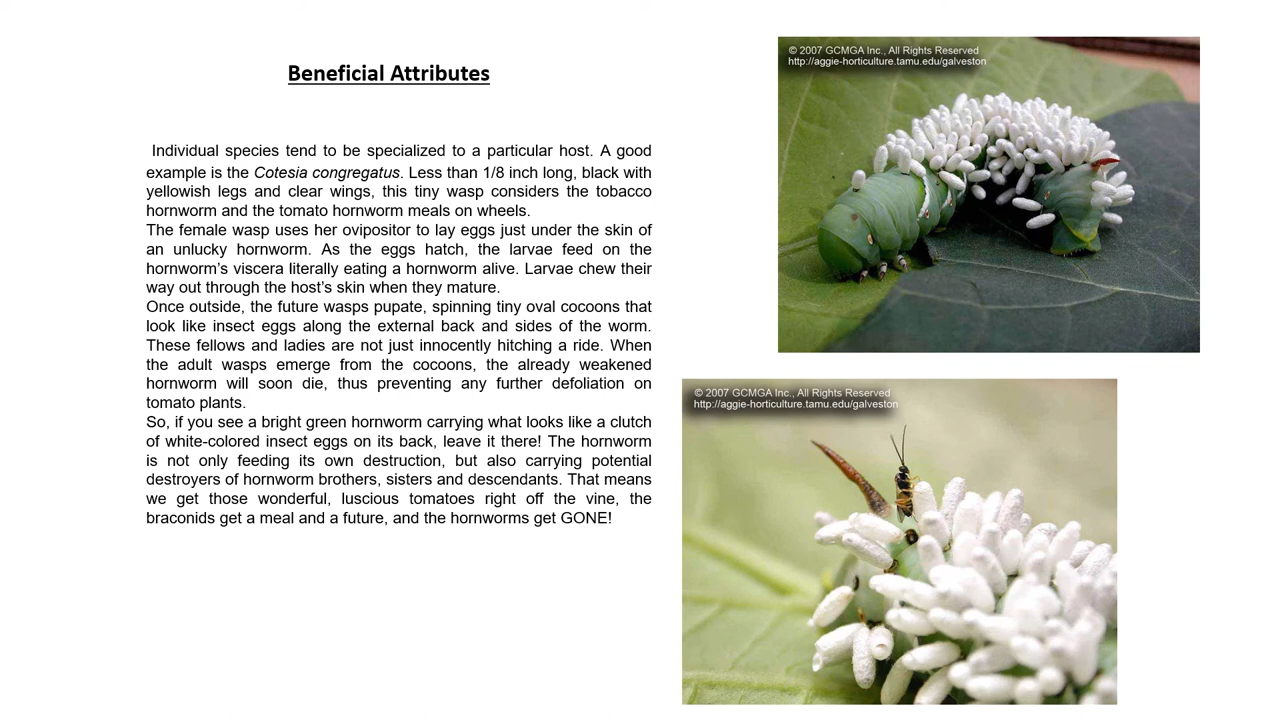 Beneficial Attributes
Individual species tend to be specialized to a particular host. A good
example is the Cotesia congregatus. Less than 1/8 inch long, black with
yellowish legs and clear wings, this tiny wasp considers the tobacco
hornworm and the tomato hornworm meals on wheels.
The female wasp uses her ovipositor to lay eggs just under the skin of
an unlucky hornworm. As the eggs hatch, the larvae feed on the
hornworm's viscera literally eating a hornworm alive. Larvae chew their
way out through the host's skin when they mature.
Once outside, the future wasps pupate, spinning tiny oval cocoons that
look like insect eggs along the external back and sides of the worm.
These fellows and ladies are not just innocently hitching a ride. When
the adult wasps emerge from the cocoons, the already weakened
hornworm will soon die, thus preventing any further defoliation on
tomato plants.
So, if you see a bright green hornworm carrying what looks like a clutch
of white-colored insect eggs on its back, leave it there! The hornworm
is not only feeding its own destruction, but also carrying potential
destroyers of hornworm brothers, sisters and descendants. That means
we get those wonderful, luscious tomatoes right off the vine, the
braconids get a meal and a future, and the hornworms get GONE!
© 2007 GCMGA Inc., All Rights Reserved
http://aggie-horticulture.tamu.edu/galveston
© 2007 GCMGA Inc., All Rights Reserved
http://aggie-horticulture.tamu.edu/galveston